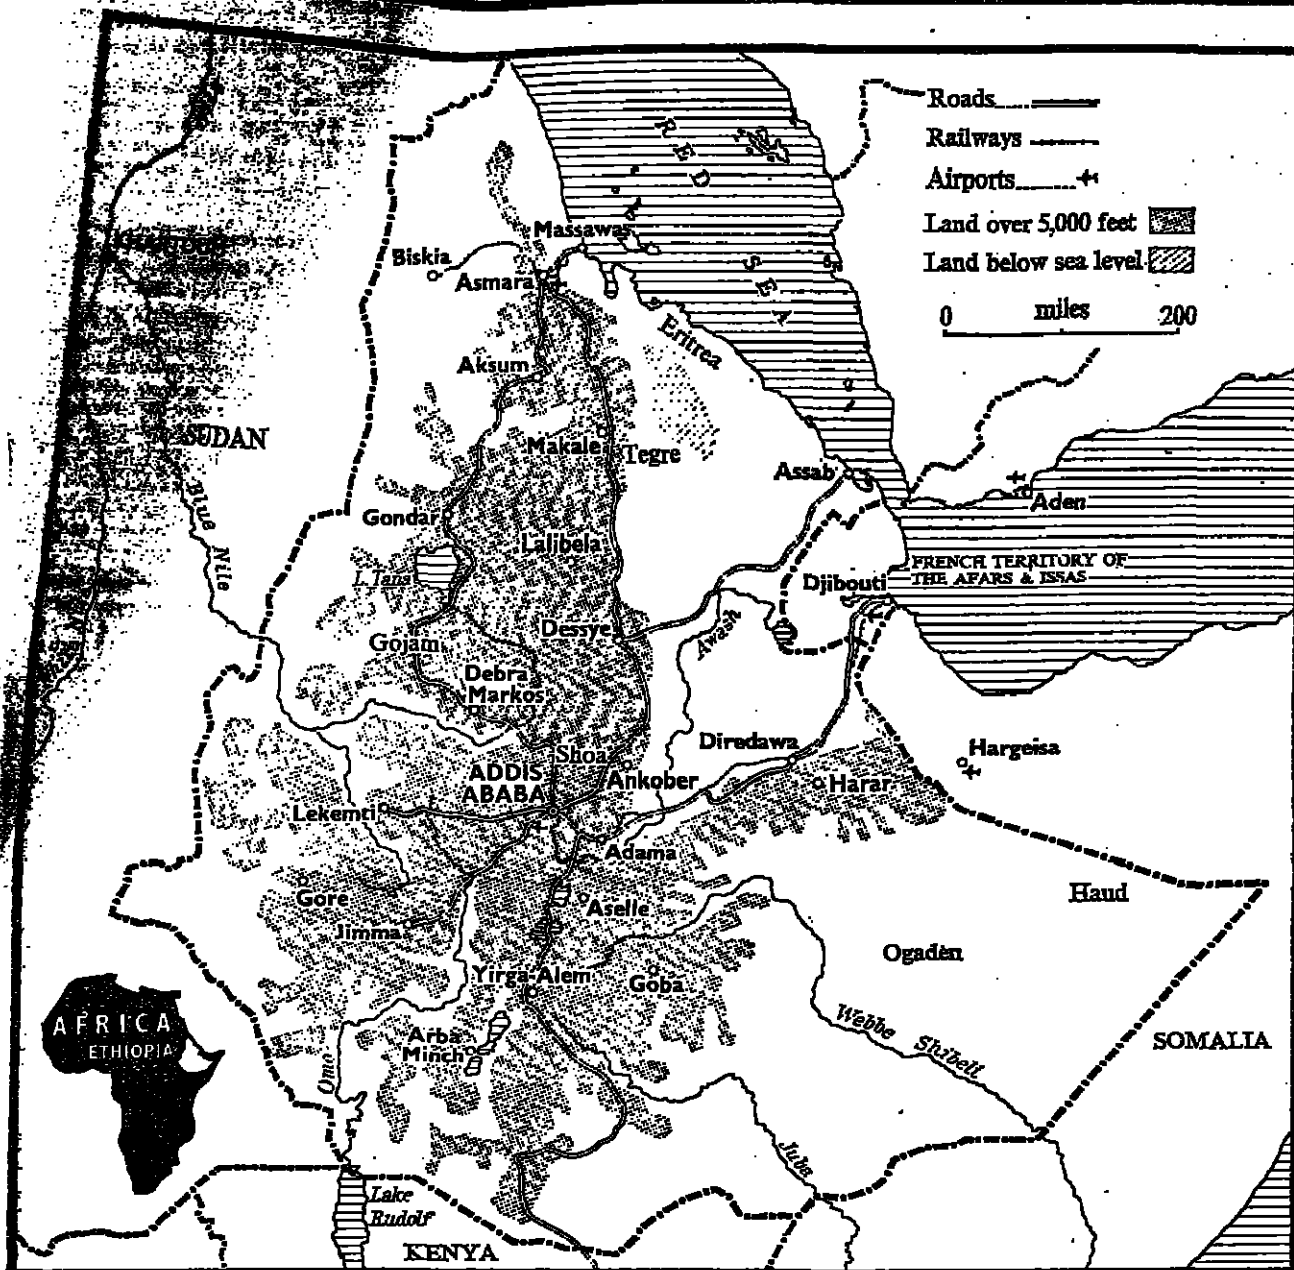 Roads
Railways
Airports
Land over 5,000 feet
Land below sea level
0 miles 200
RED
SEA
Massawa
Biskia
Asmara
Eritrea
Aksum
SUDAN
Makale
Tegre
Assab
Blue
Nile
Gondar
Lalibela
Aden
L. Tana
FRENCH TERRITORY OF
THE AFARS & ISSAS
Djibouti
Dessye
Awash
Gojam
Debra
Markos
Shoa
Diredawa
Hargeisa
ADDIS
ABABA
Ankober
Harar
Lekemti
Adama
Haud
Gore
Aselle
Jimma
Ogaden
Yirga-Alem
Goba
AFRICA
ETHIOPIA
Arba
Minch
Webbe Shibeli
SOMALIA
Omo
Juba
Lake
Rudolf
KENYA